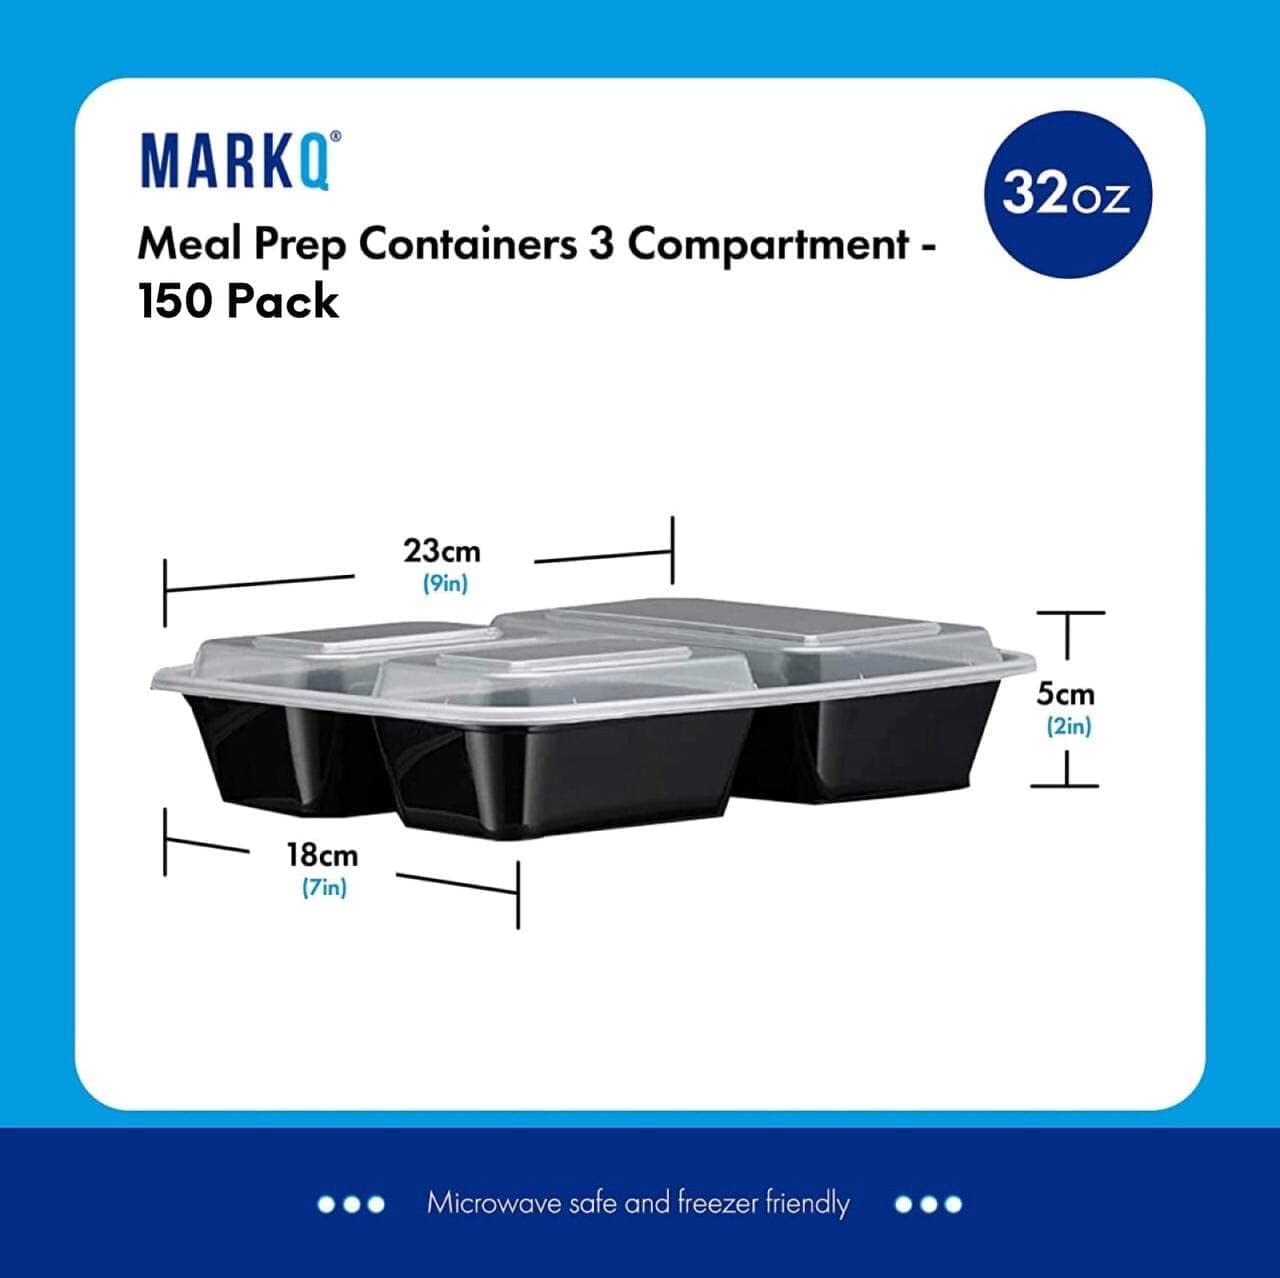 MARKQ®
32oz
Meal Prep Containers 3 Compartment -
150 Pack
23cm
(9in)
5cm
(2in)
18cm
(7in)
Microwave safe and freezer friendly